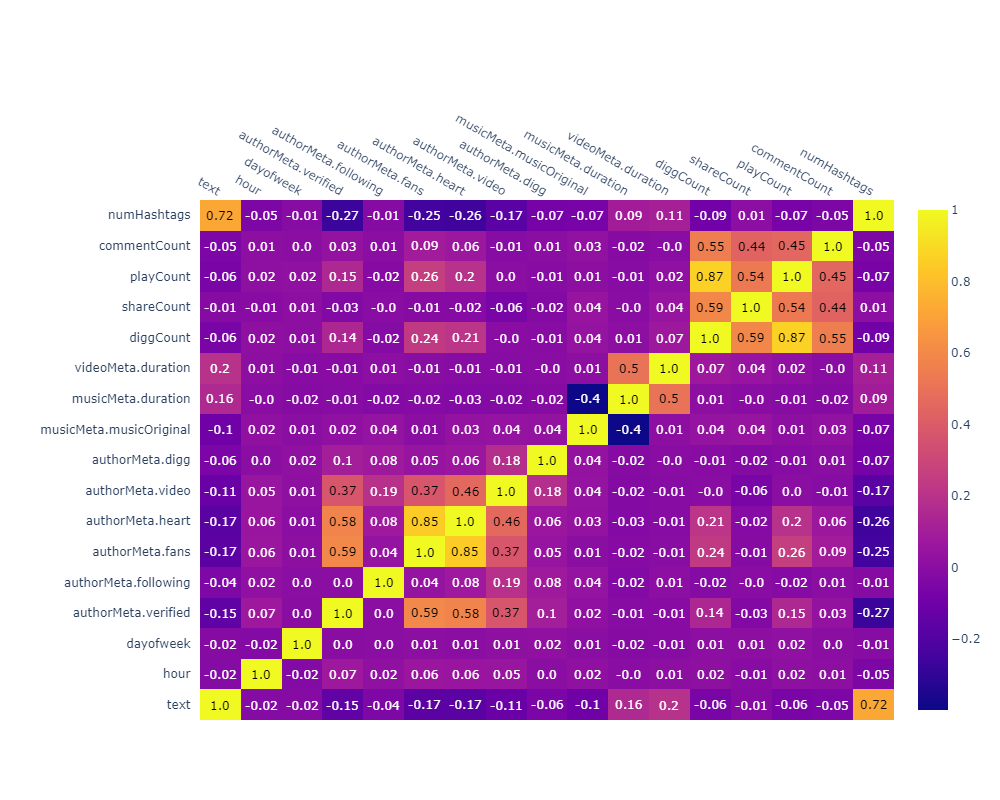 text hour dayofweek authorMeta.verified authorMeta.following authorMeta.fans authorMeta.heart authorMeta.video authorMeta.digg musicMeta.musicOriginal musicMeta.duration videoMeta.duration diggCount shareCount playCount commentCount numHashtags
numHashtags 0.72 -0.05 -0.01 -0.27 -0.01 -0.25 -0.26 -0.17 -0.07 -0.07 0.09 0.11 -0.09 0.01 -0.07 -0.05 1.0
commentCount -0.05 0.01 0.0 0.03 0.01 0.09 0.06 -0.01 0.01 0.03 -0.02 -0.0 0.55 0.44 0.45 1.0 -0.05
playCount -0.06 0.02 0.02 0.15 -0.02 0.26 0.2 0.0 -0.01 0.01 -0.01 0.02 0.87 0.54 1.0 0.45 -0.07
shareCount -0.01 -0.01 0.01 -0.03 -0.0 -0.01 -0.02 -0.06 -0.02 0.04 -0.0 0.04 0.59 1.0 0.54 0.44 0.01
diggCount -0.06 0.02 0.01 0.14 -0.02 0.24 0.21 -0.0 -0.01 0.04 0.01 0.07 1.0 0.59 0.87 0.55 -0.09
videoMeta.duration 0.2 0.01 -0.01 -0.01 0.01 -0.01 -0.01 -0.01 -0.0 0.01 0.5 1.0 0.07 0.04 0.02 -0.0 0.11
musicMeta.duration 0.16 -0.0 -0.02 -0.01 -0.02 -0.02 -0.03 -0.02 -0.02 -0.4 1.0 0.5 0.01 -0.0 -0.01 -0.02 0.09
musicMeta.musicOriginal -0.1 0.02 0.01 0.02 0.04 0.01 0.03 0.04 0.04 1.0 -0.4 0.01 0.04 0.04 0.01 0.03 -0.07
authorMeta.digg -0.06 0.0 0.02 0.1 0.08 0.05 0.06 0.18 1.0 0.04 -0.02 -0.0 -0.01 -0.02 -0.01 0.01 -0.07
authorMeta.video -0.11 0.05 0.01 0.37 0.19 0.37 0.46 1.0 0.18 0.04 -0.02 -0.01 -0.0 -0.06 0.0 -0.01 -0.17
authorMeta.heart -0.17 0.06 0.01 0.58 0.08 0.85 1.0 0.46 0.06 0.03 -0.03 -0.01 0.21 -0.02 0.2 0.06 -0.26
authorMeta.fans -0.17 0.06 0.01 0.59 0.04 1.0 0.85 0.37 0.05 0.01 -0.02 -0.01 0.24 -0.01 0.26 0.09 -0.25
authorMeta.following -0.04 0.02 0.0 0.0 1.0 0.04 0.08 0.19 0.08 0.04 -0.02 0.01 -0.02 -0.0 -0.02 0.01 -0.01
authorMeta.verified -0.15 0.07 0.0 1.0 0.0 0.59 0.58 0.37 0.1 0.02 -0.01 -0.01 0.14 -0.03 0.15 0.03 -0.27
dayofweek -0.02 -0.02 1.0 0.0 0.0 0.01 0.01 0.01 0.02 0.01 -0.02 -0.01 0.01 0.01 0.02 0.0 -0.01
hour -0.02 1.0 -0.02 0.07 0.02 0.06 0.06 0.05 0.0 0.02 -0.0 0.01 0.02 -0.01 0.02 0.01 -0.05
text 1.0 -0.02 -0.02 -0.15 -0.04 -0.17 -0.17 -0.11 -0.06 -0.1 0.16 0.2 -0.06 -0.01 -0.06 -0.05 0.72
1
0.8
0.6
0.4
0.2
0
−0.2